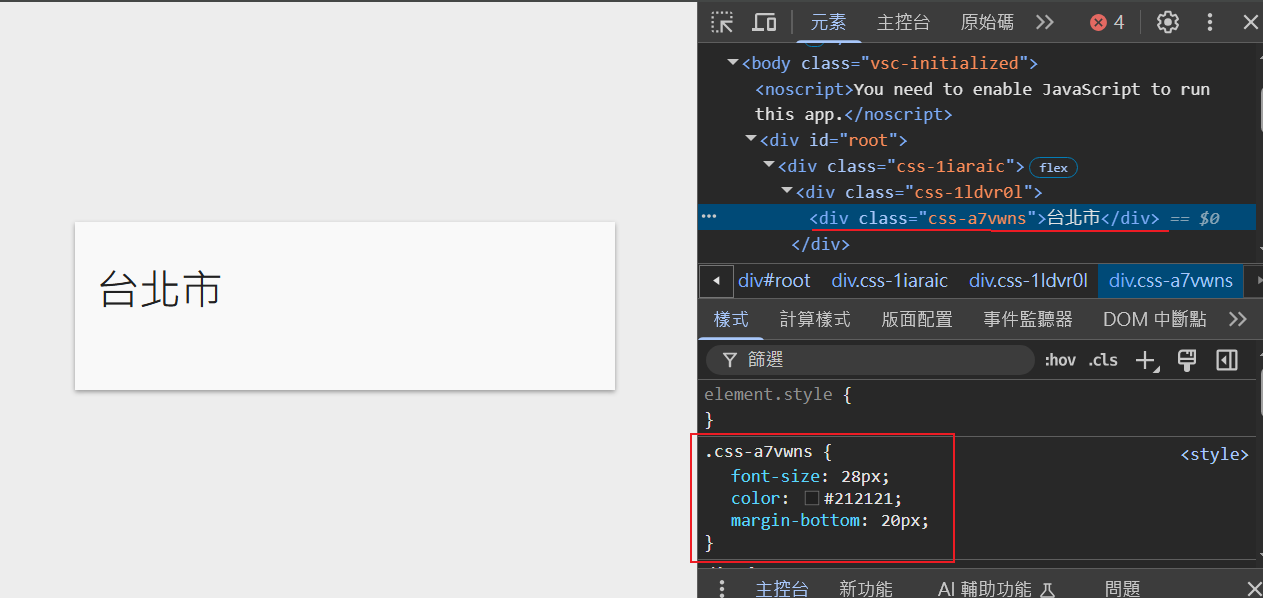 台北市
元素 主控台 原始碼 4
<body class="vsc-initialized">
<noscript>You need to enable JavaScript to run
this app.</noscript>
<div id="root">
<div class="css-1iaraic"> flex
<div class="css-1ldvr0l">
<div class="css-a7vwns">台北市</div> == $0
</div>
div#root div.css-1iaraic div.css-1ldvr0l div.css-a7vwns
樣式 計算樣式 版面配置 事件監聽器 DOM 中斷點
篩選 :hov .cls
element.style {
}
.css-a7vwns { <style>
font-size: 28px;
color: #212121;
margin-bottom: 20px;
}
主控台 新功能 AI 輔助功能 問題